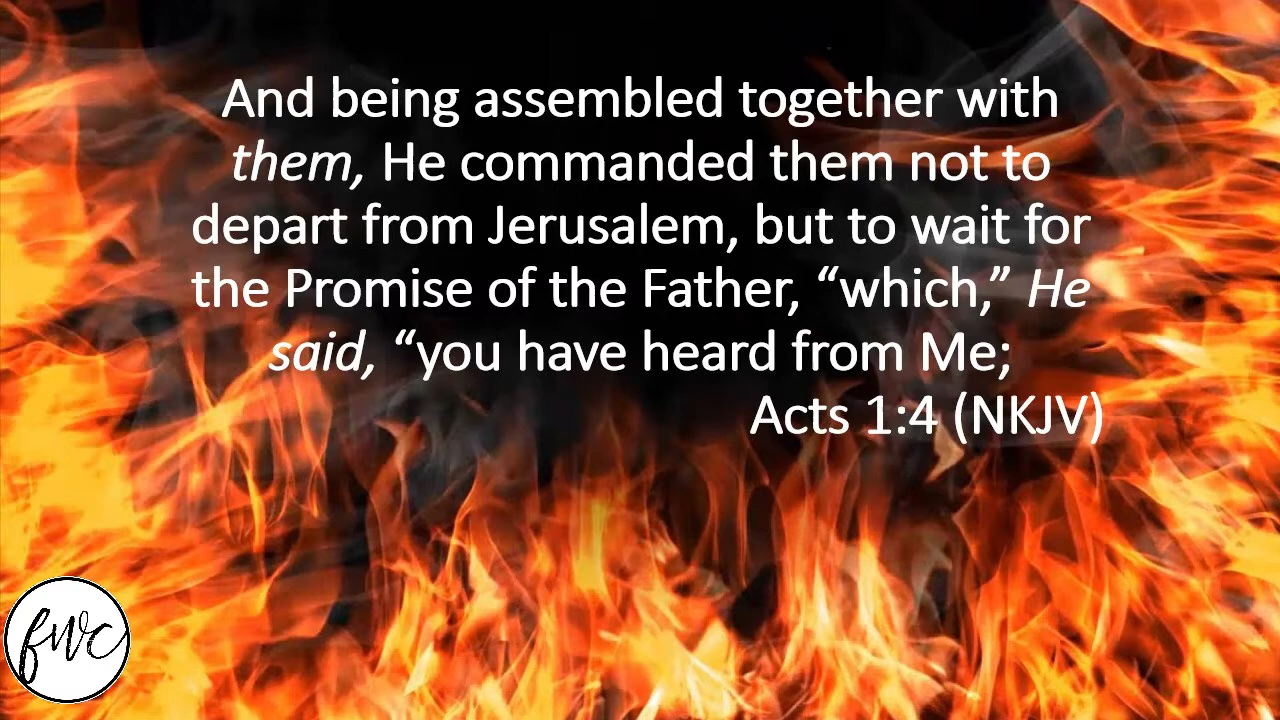 And being assembled together with
them, He commanded them not to
depart from Jerusalem, but to wait for
the Promise of the Father, “which,” He
said, “you have heard from Me;
Acts 1:4 (NKJV)
fwc